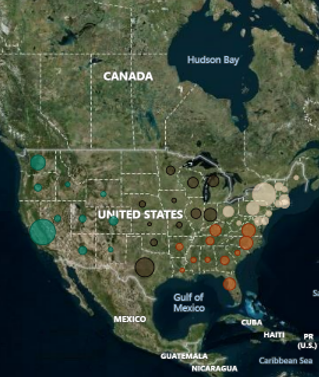 Hudson Bay
CANADA
UNITED STATES
Gulf of
Mexico
MEXICO
CUBA
HAITI
PR
(U.S.)
GUATEMALA
Caribbean Sea
NICARAGUA